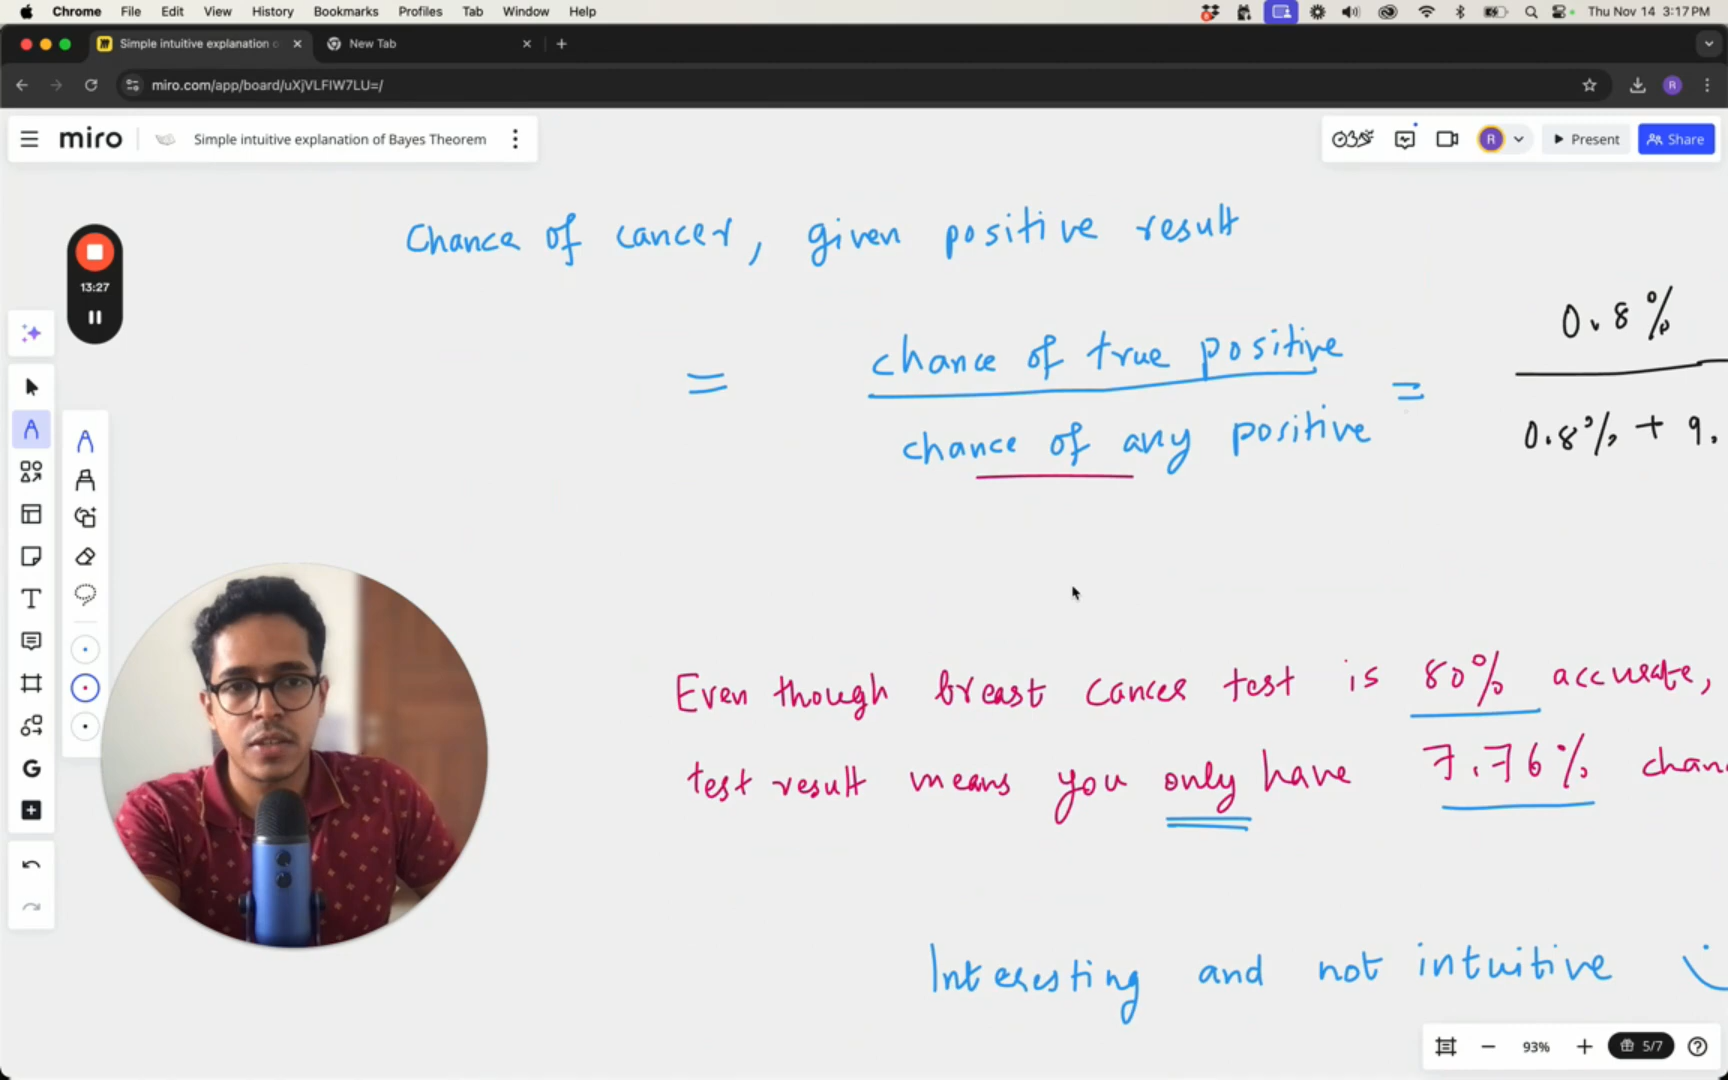 Chrome File Edit View History Bookmarks Profiles Tab Window Help Thu Nov 14 3:17 PM
Simple intuitive explanation o New Tab
miro.com/app/board/uXjVLFIW7LU=/ R
miro Simple intuitive explanation of Bayes Theorem R Present Share
13:27
Chance of cancer, given positive result
= chance of true positive / chance of any positive = 0.8% / 0.8% + 9.
Even though breast cancer test is 80% accurate,
test result means you only have 7.76% chan
Interesting and not intuitive
93% 5/7